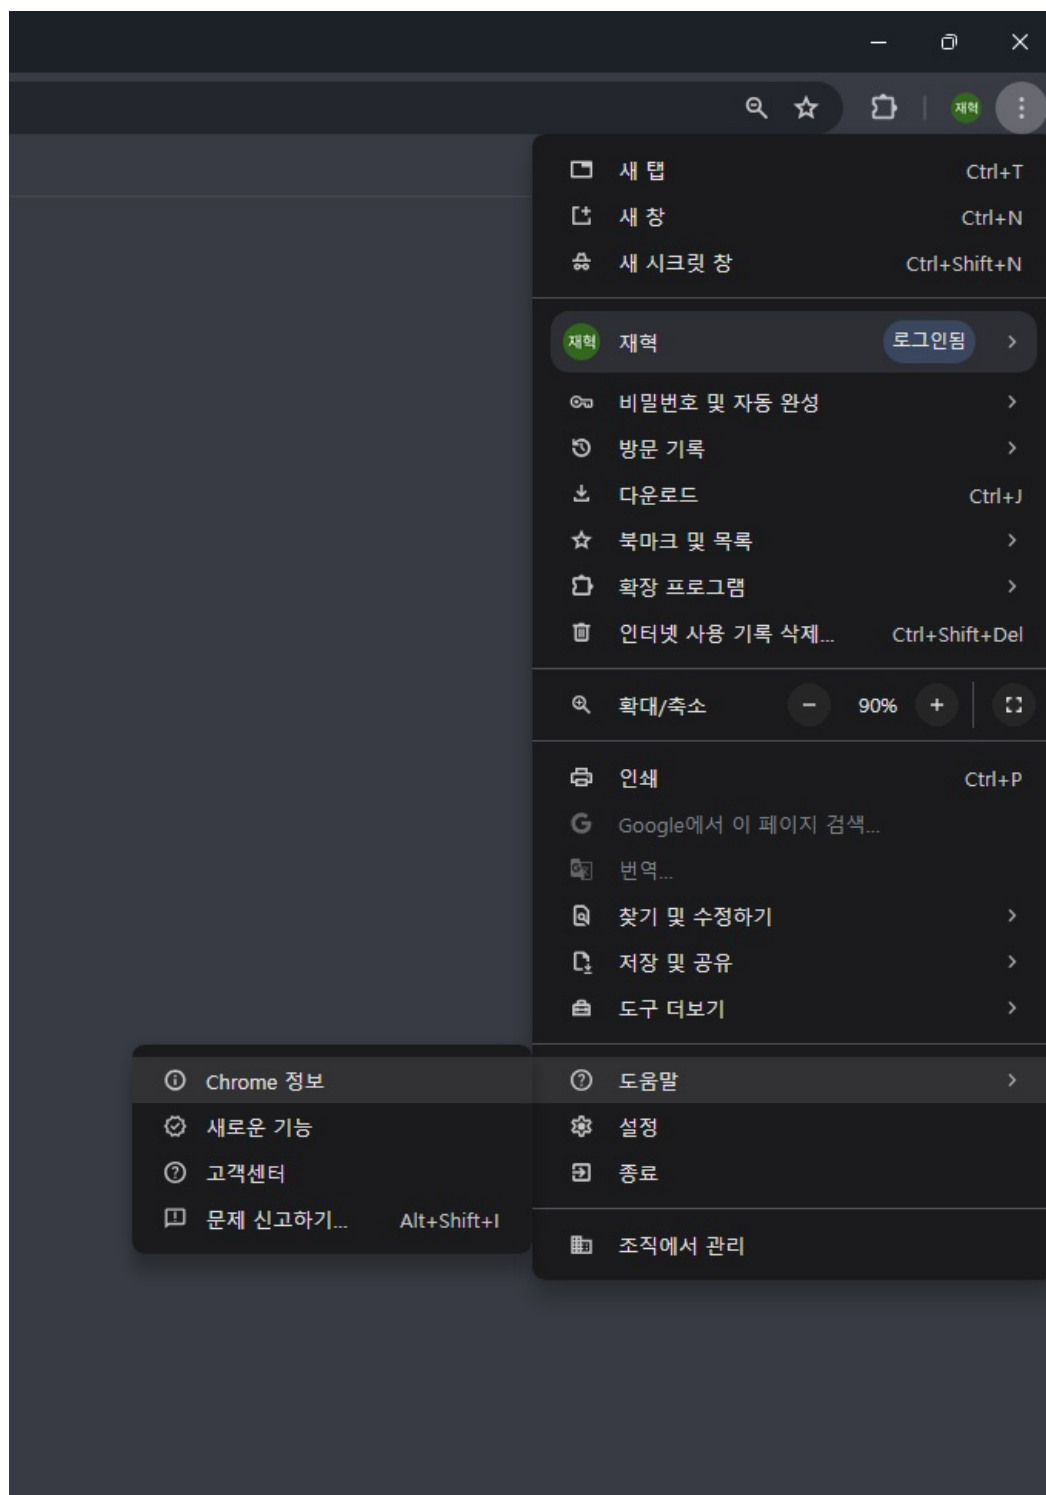 재혁
새 탭 Ctrl+T
새 창 Ctrl+N
새 시크릿 창 Ctrl+Shift+N
재혁 재혁 로그인됨
비밀번호 및 자동 완성
방문 기록
다운로드 Ctrl+J
북마크 및 목록
확장 프로그램
인터넷 사용 기록 삭제... Ctrl+Shift+Del
확대/축소 − 90% +
인쇄 Ctrl+P
Google에서 이 페이지 검색...
번역...
찾기 및 수정하기
저장 및 공유
도구 더보기
도움말
설정
종료
조직에서 관리
Chrome 정보
새로운 기능
고객센터
문제 신고하기... Alt+Shift+I